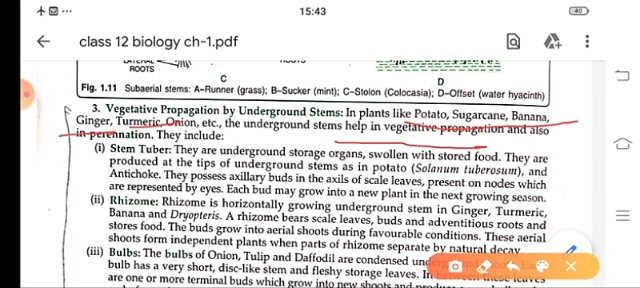 15:43
40
class 12 biology ch-1.pdf
ROOTS
C
D
Fig. 1.11 Subaerial stems: A–Runner (grass); B–Sucker (mint); C–Stolon (Colocasia); D–Offset (water hyacinth)
3. Vegetative Propagation by Underground Stems: In plants like Potato, Sugarcane, Banana,
Ginger, Turmeric, Onion, etc., the underground stems help in vegetative propagation and also
in perennation. They include:
(i) Stem Tuber: They are underground storage organs, swollen with stored food. They are
produced at the tips of underground stems as in potato (Solanum tuberosum), and
Antichoke. They possess axillary buds in the axils of scale leaves, present on nodes which
are represented by eyes. Each bud may grow into a new plant in the next growing season.
(ii) Rhizome: Rhizome is horizontally growing underground stem in Ginger, Turmeric,
Banana and Dryopteris. A rhizome bears scale leaves, buds and adventitious roots and
stores food. The buds grow into aerial shoots during favourable conditions. These aerial
shoots form independent plants when parts of rhizome separate by natural decay.
(iii) Bulbs: The bulbs of Onion, Tulip and Daffodil are condensed
bulb has a very short, disc-like stem and fleshy storage leaves. In
are one or more terminal buds which grow into new shoots and